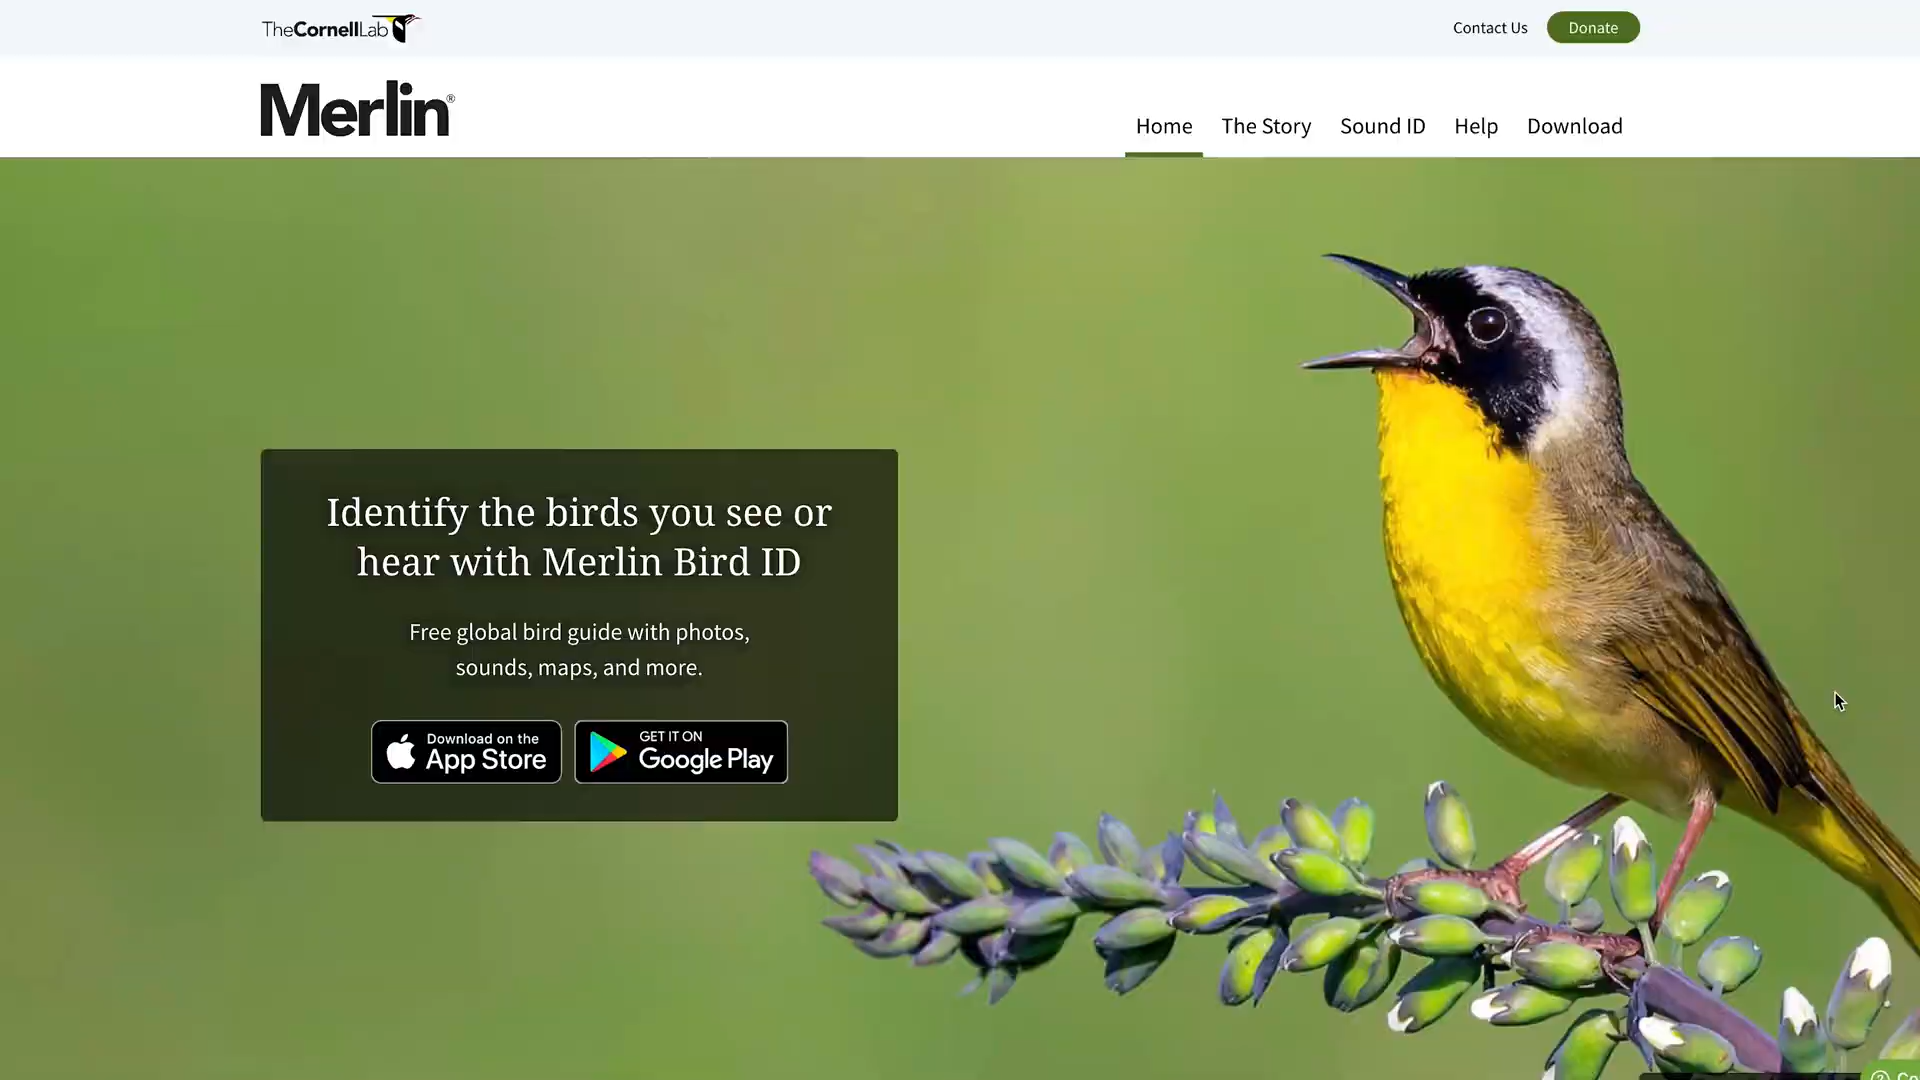 TheCornellLab
Contact Us
Donate
Merlin®
Home
The Story
Sound ID
Help
Download
Identify the birds you see or
hear with Merlin Bird ID
Free global bird guide with photos,
sounds, maps, and more.
Download on the
App Store
GET IT ON
Google Play